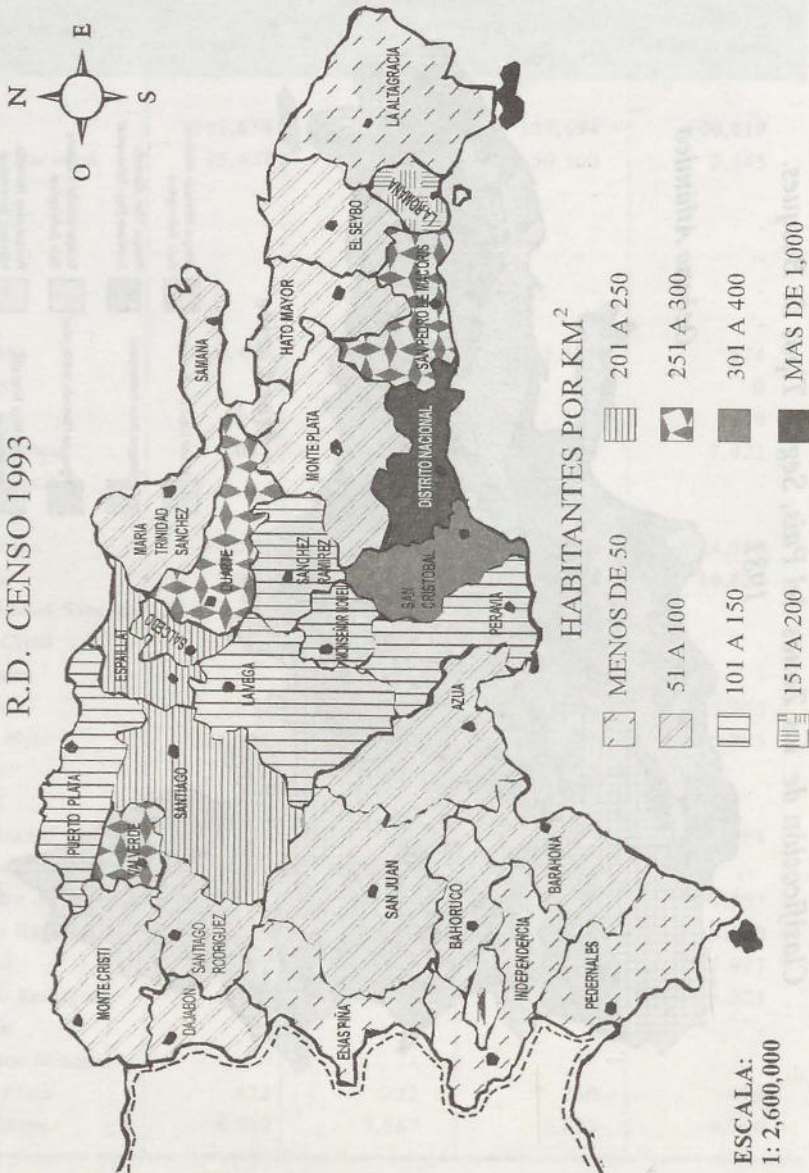 R.D. CENSO 1993
N
O
E
S
PUERTO PLATA
MONTE CRISTI
VALVERDE
ESPAILLAT
SALCEDO
MARIA
TRINIDAD
SANCHEZ
SAMANA
DAJABON
SANTIAGO
RODRIGUEZ
SANTIAGO
DUARTE
LA VEGA
SANCHEZ
RAMIREZ
MONSEÑOR NOUEL
MONTE PLATA
HATO MAYOR
EL SEYBO
LA ALTAGRACIA
LA ROMANA
SAN PEDRO DE MACORIS
DISTRITO NACIONAL
SAN
CRISTOBAL
PERAVIA
AZUA
SAN JUAN
ELIAS PIÑA
BAHORUCO
INDEPENDENCIA
BARAHONA
PEDERNALES
HABITANTES POR KM²
MENOS DE 50
51 A 100
101 A 150
151 A 200
201 A 250
251 A 300
301 A 400
MAS DE 1,000
ESCALA:
1: 2,600,000